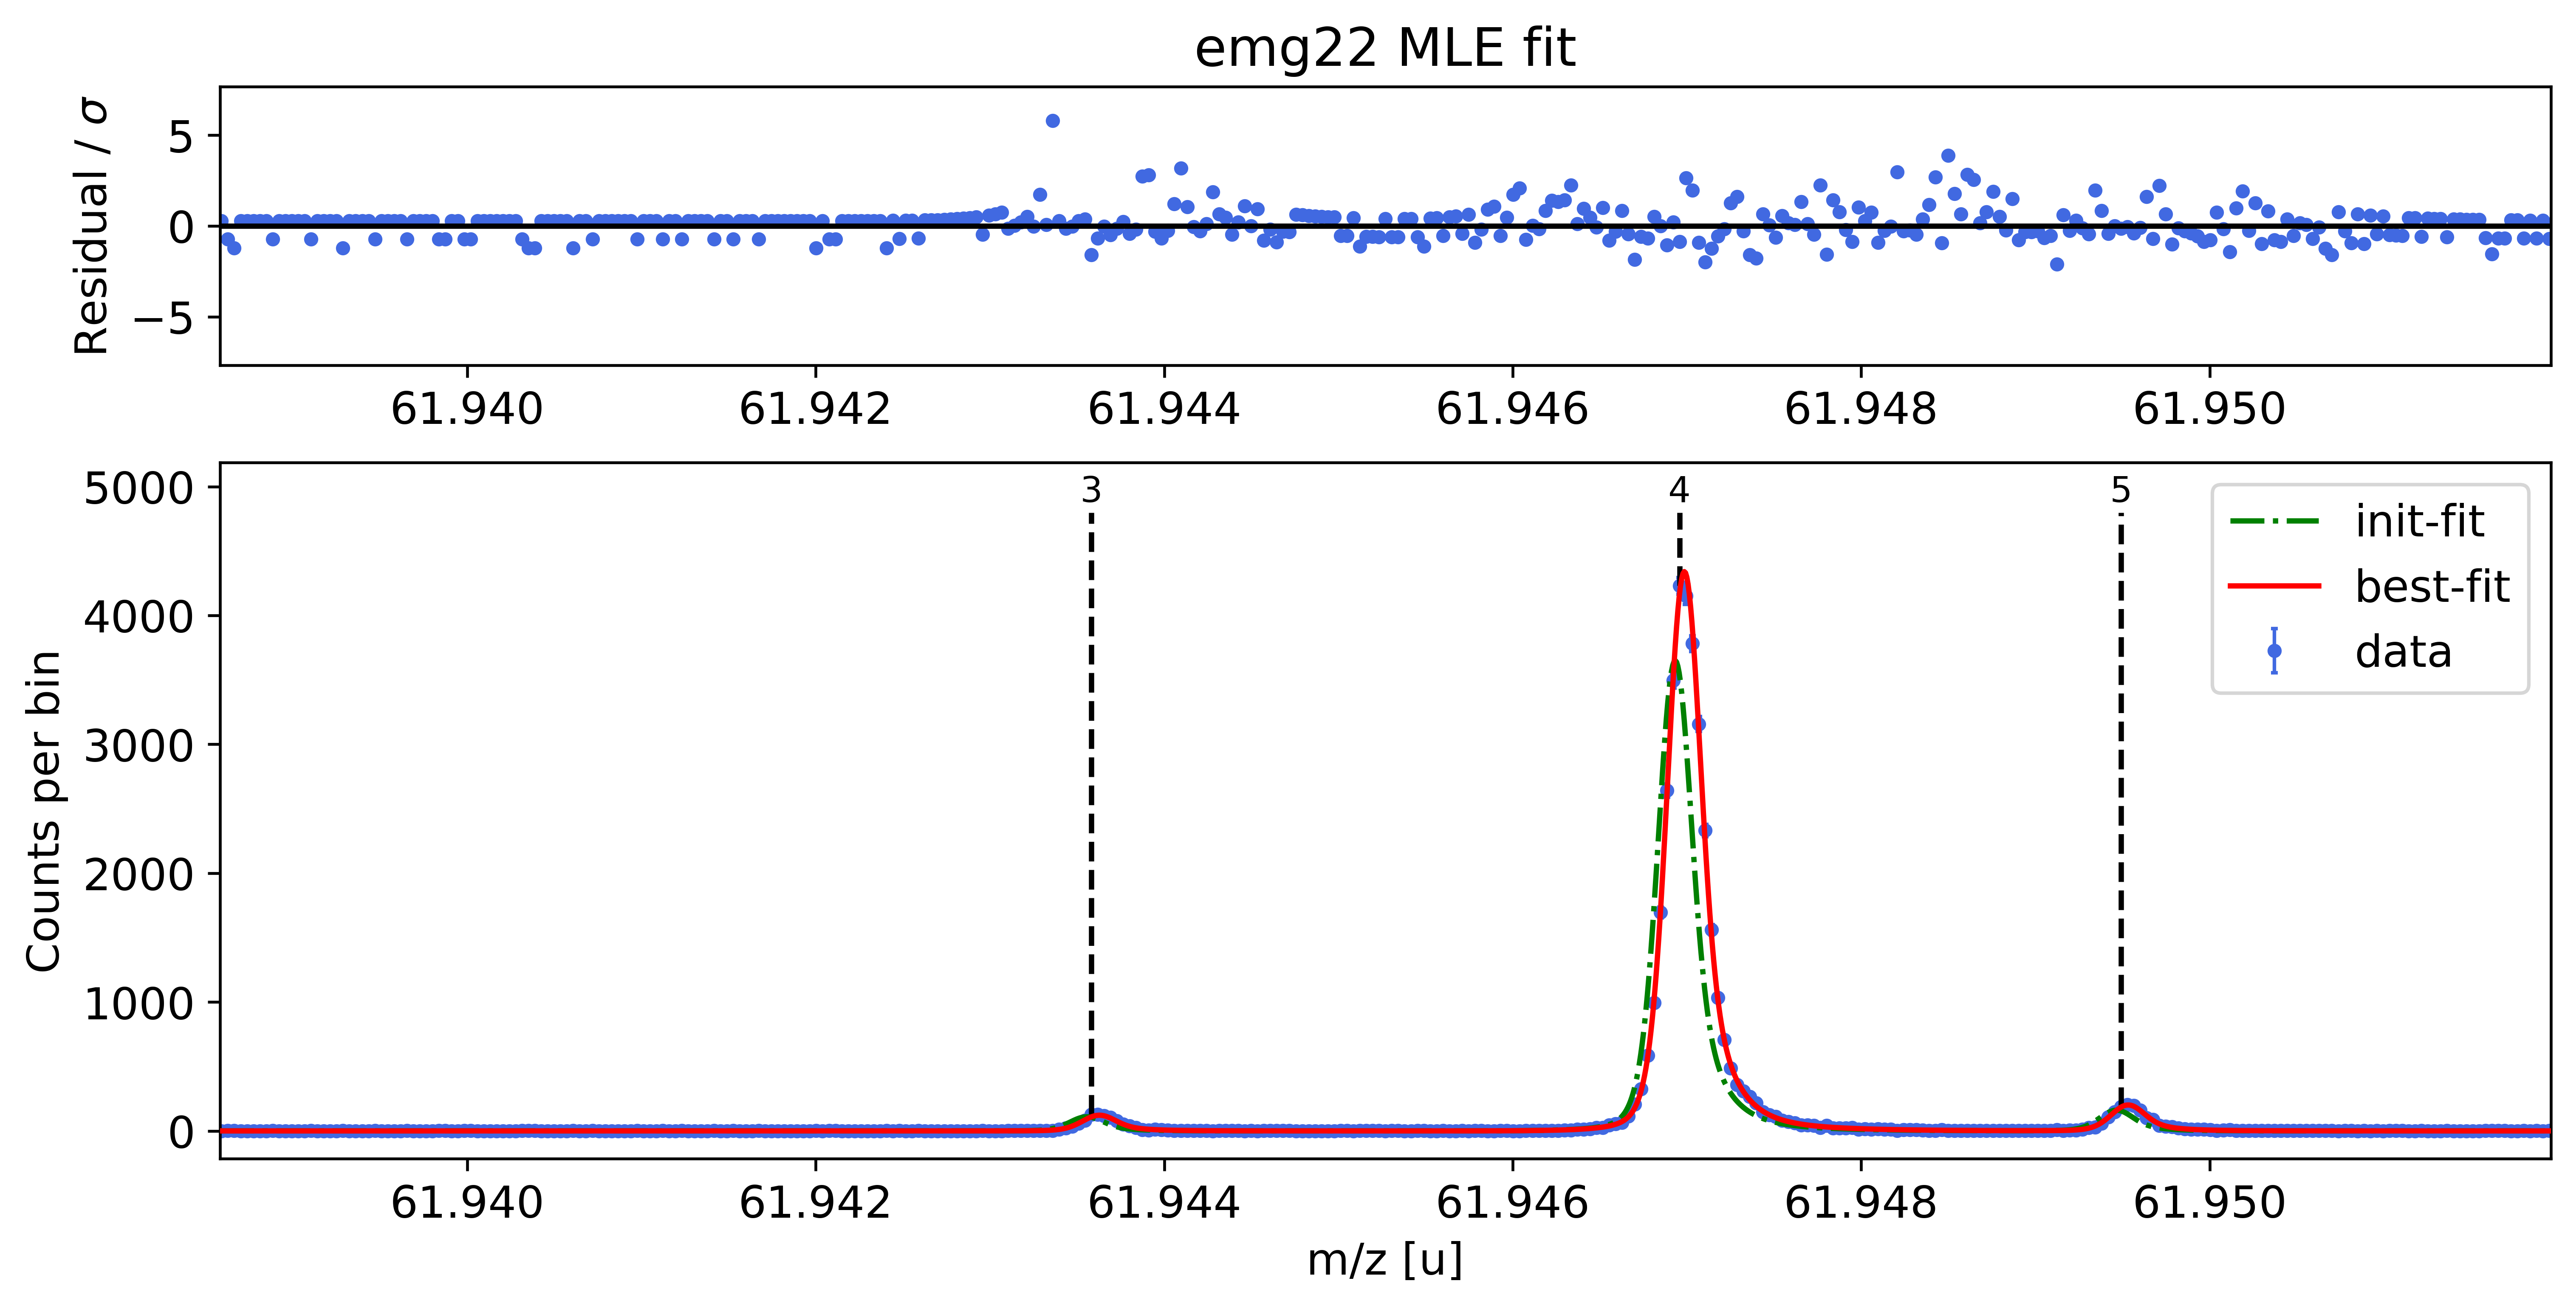 emg22 MLE fit
Residual / σ
5
0
−5
61.940 61.942 61.944 61.946 61.948 61.950
Counts per bin
5000
4000
3000
2000
1000
0
3 4 5
init-fit
best-fit
data
61.940 61.942 61.944 61.946 61.948 61.950
m/z [u]